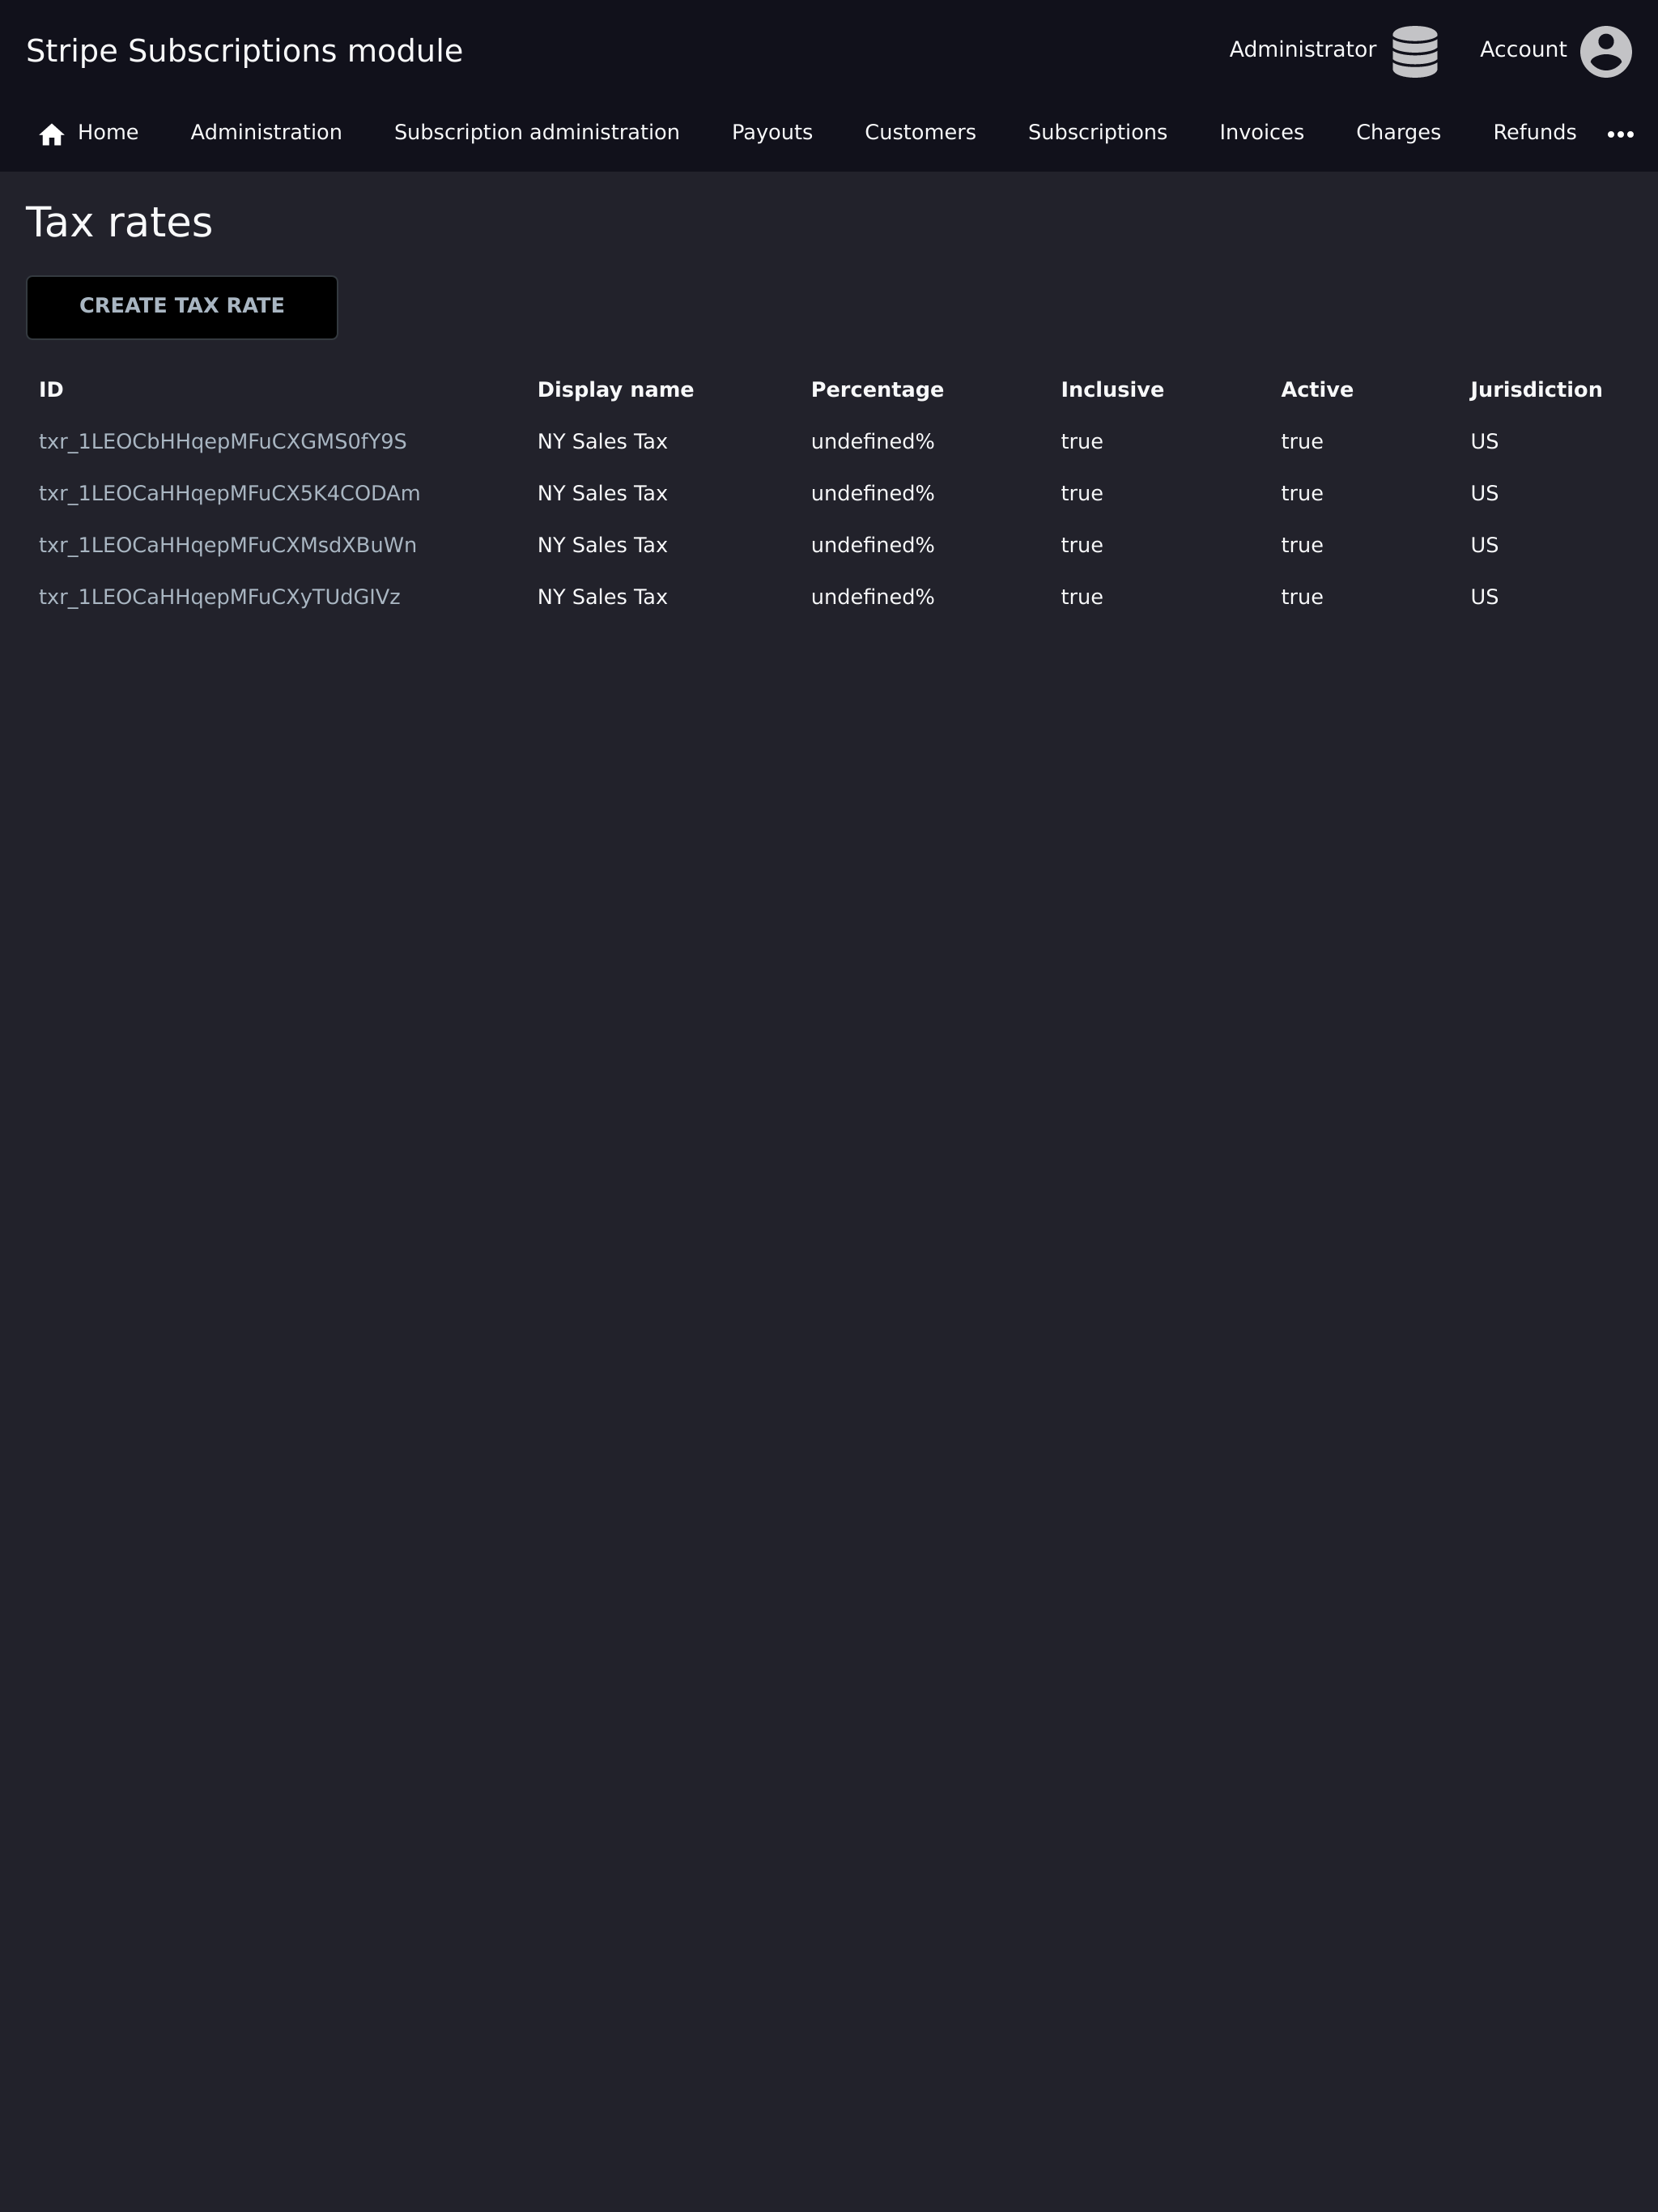 Stripe Subscriptions module
Administrator Account
Home Administration Subscription administration Payouts Customers Subscriptions Invoices Charges Refunds •••
Tax rates
CREATE TAX RATE
ID Display name Percentage Inclusive Active Jurisdiction
txr_1LEOCbHHqepMFuCXGMS0fY9S NY Sales Tax undefined% true true US
txr_1LEOCaHHqepMFuCX5K4CODAm NY Sales Tax undefined% true true US
txr_1LEOCaHHqepMFuCXMsdXBuWn NY Sales Tax undefined% true true US
txr_1LEOCaHHqepMFuCXyTUdGIVz NY Sales Tax undefined% true true US